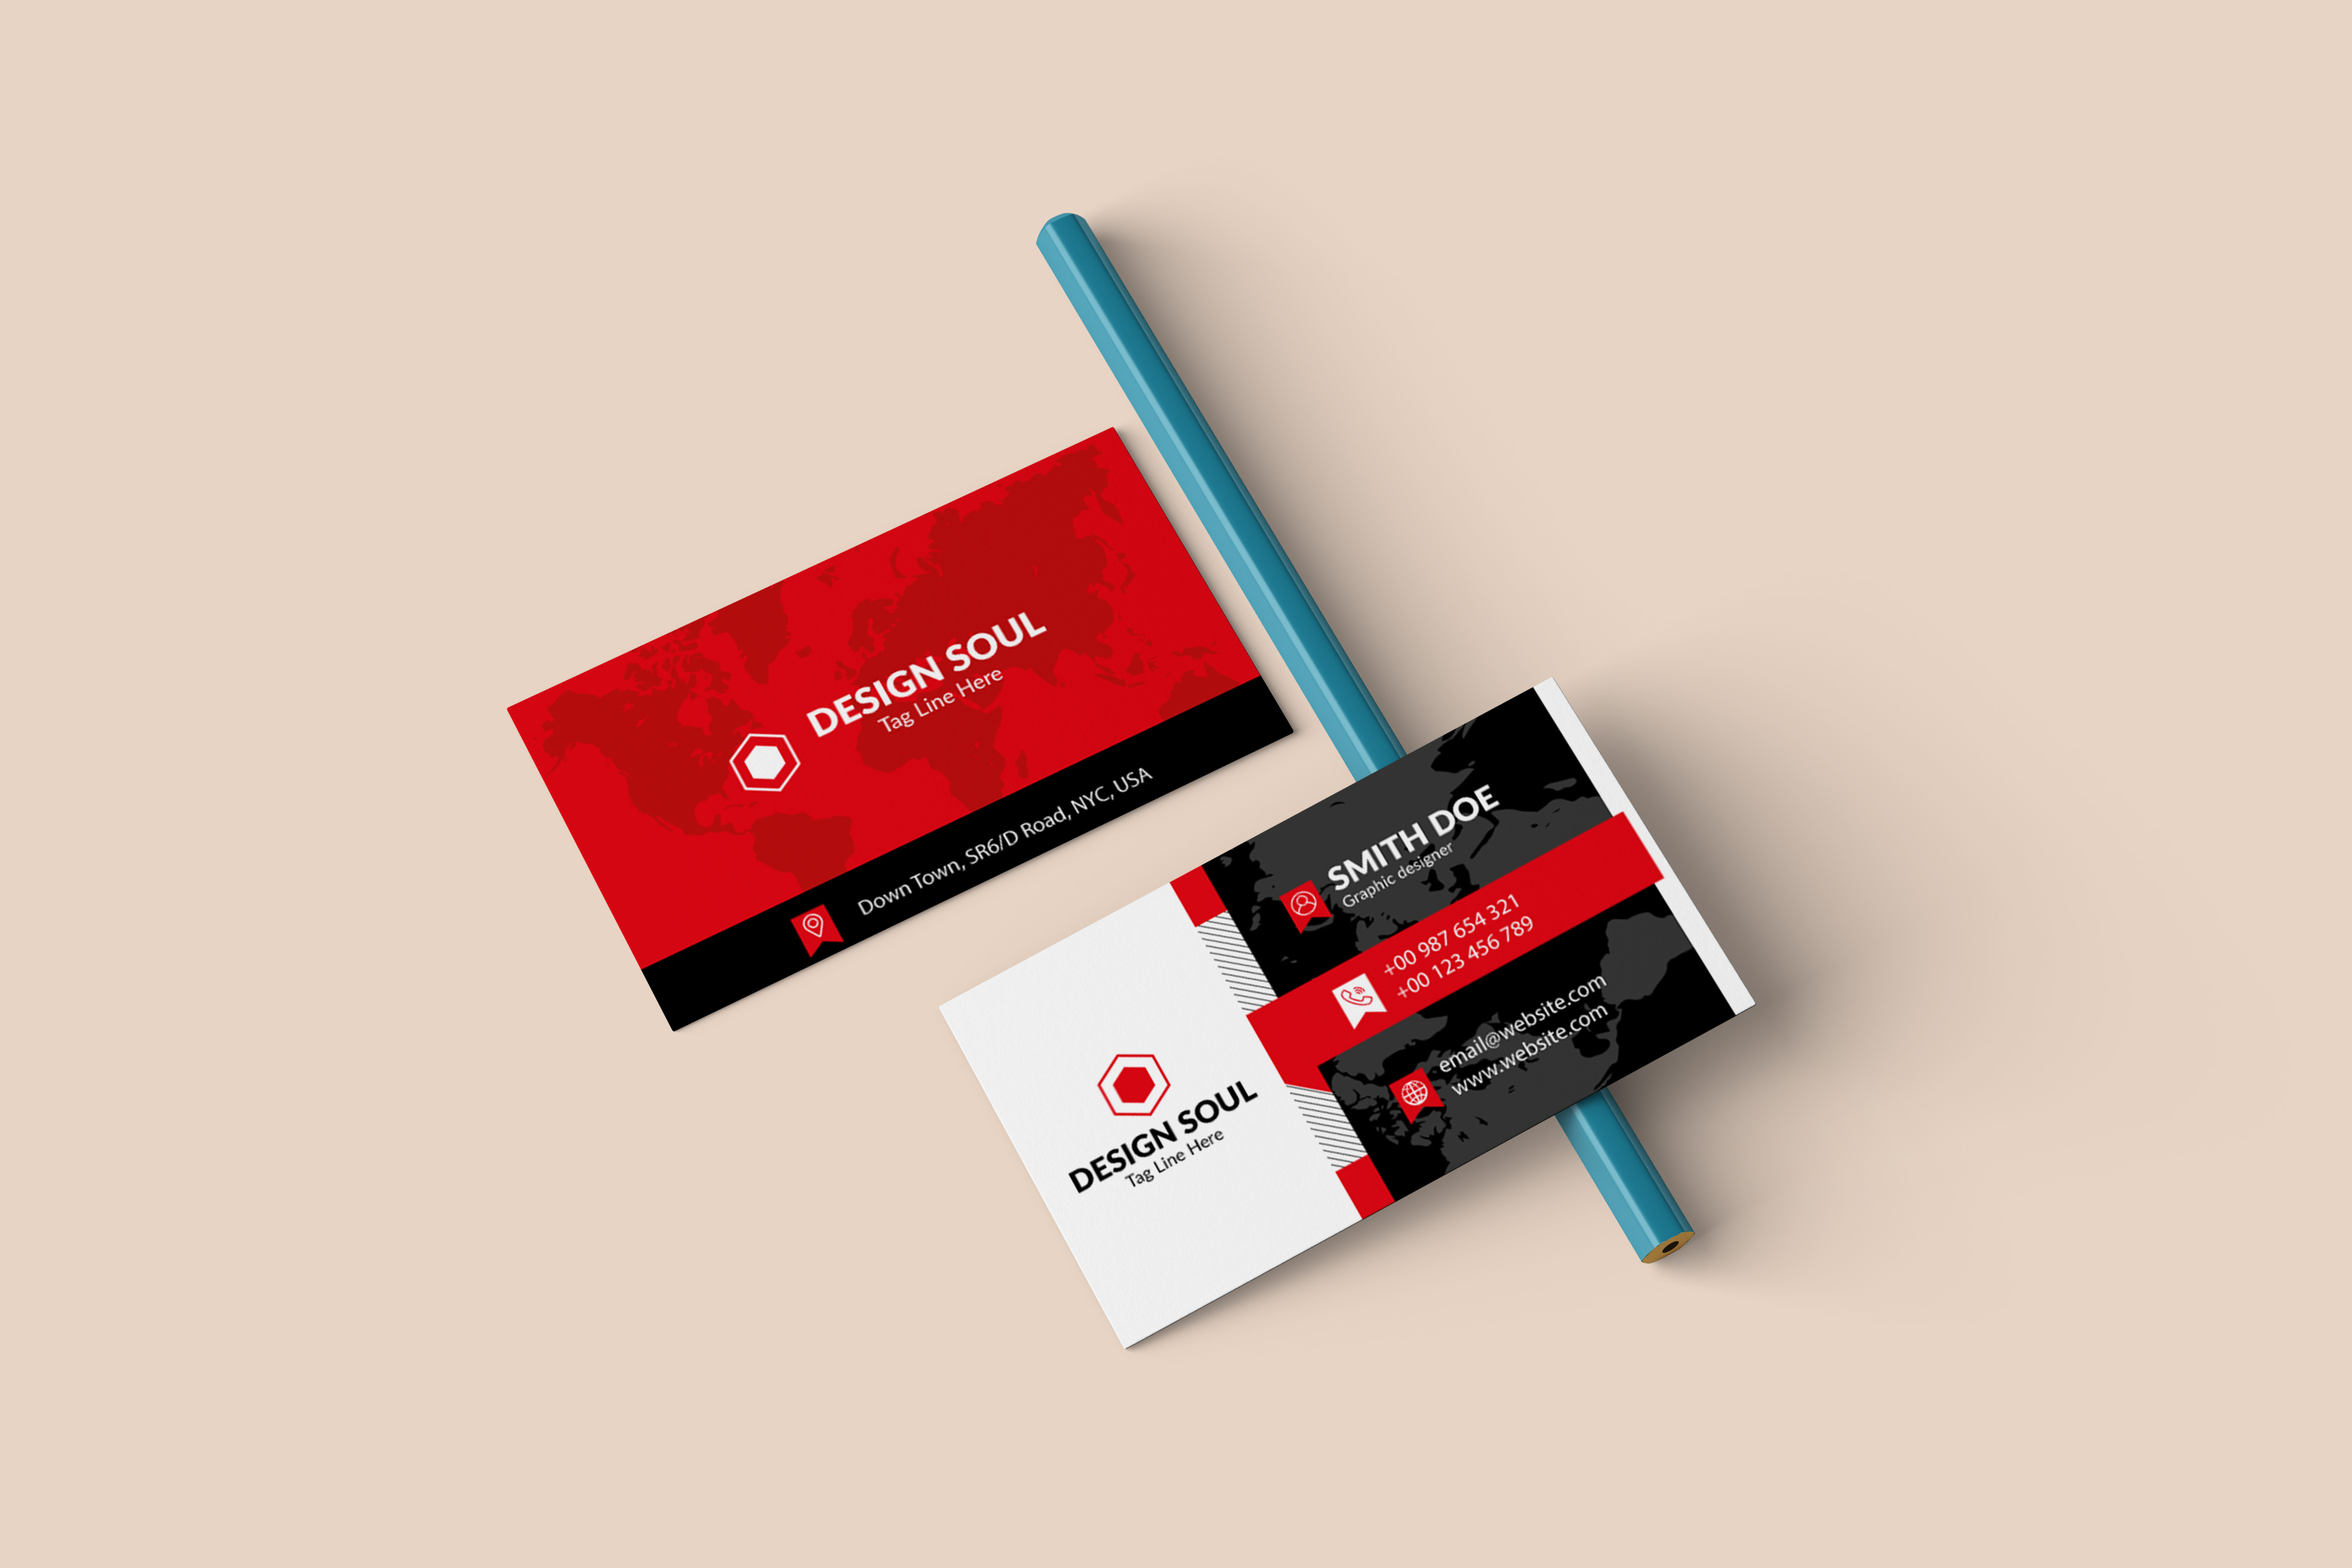 DESIGN SOUL
Tag Line Here
Down Town, SR6/D Road, NYC, USA
DESIGN SOUL
Tag Line Here
SMITH DOE
Graphic designer
+00 987 654 321
+00 123 456 789
email@website.com
www.website.com